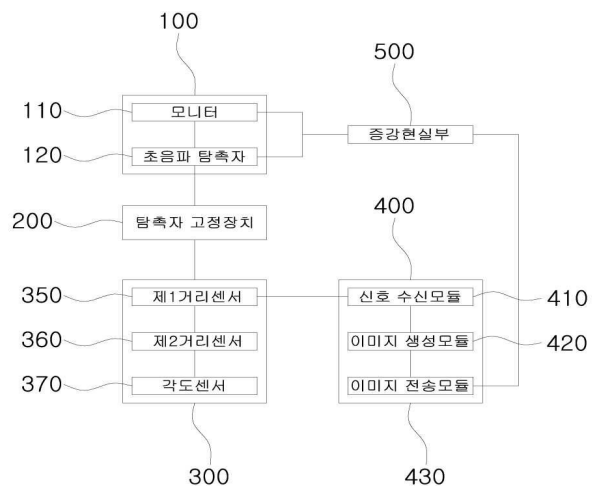 100
500
110
모니터
증강현실부
120
초음파 탐촉자
200
탐촉자 고정장치
400
350
제1거리센서
신호 수신모듈
410
360
제2거리센서
이미지 생성모듈
420
370
각도센서
이미지 전송모듈
300
430